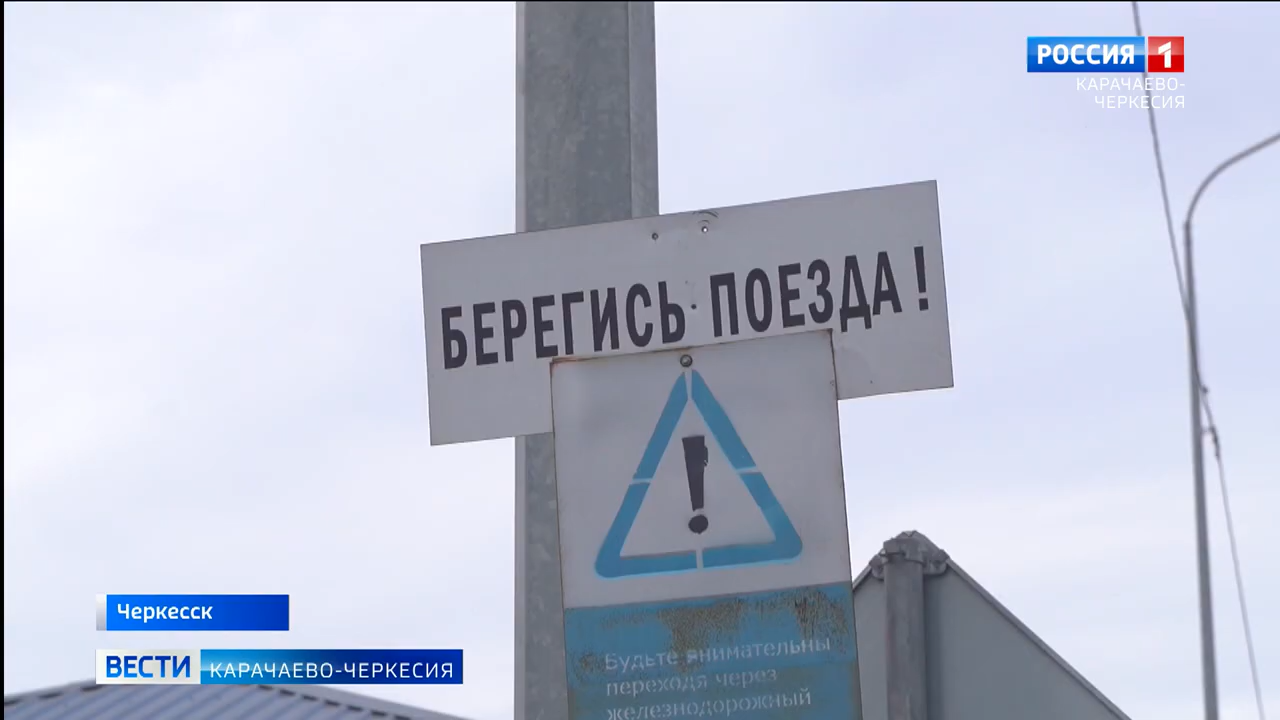 РОССИЯ 1
КАРАЧАЕВО-
ЧЕРКЕСИЯ
БЕРЕГИСЬ ПОЕЗДА!
!
Будьте внимательны
переходя через
железнодорожный
Черкесск
ВЕСТИ КАРАЧАЕВО-ЧЕРКЕСИЯ